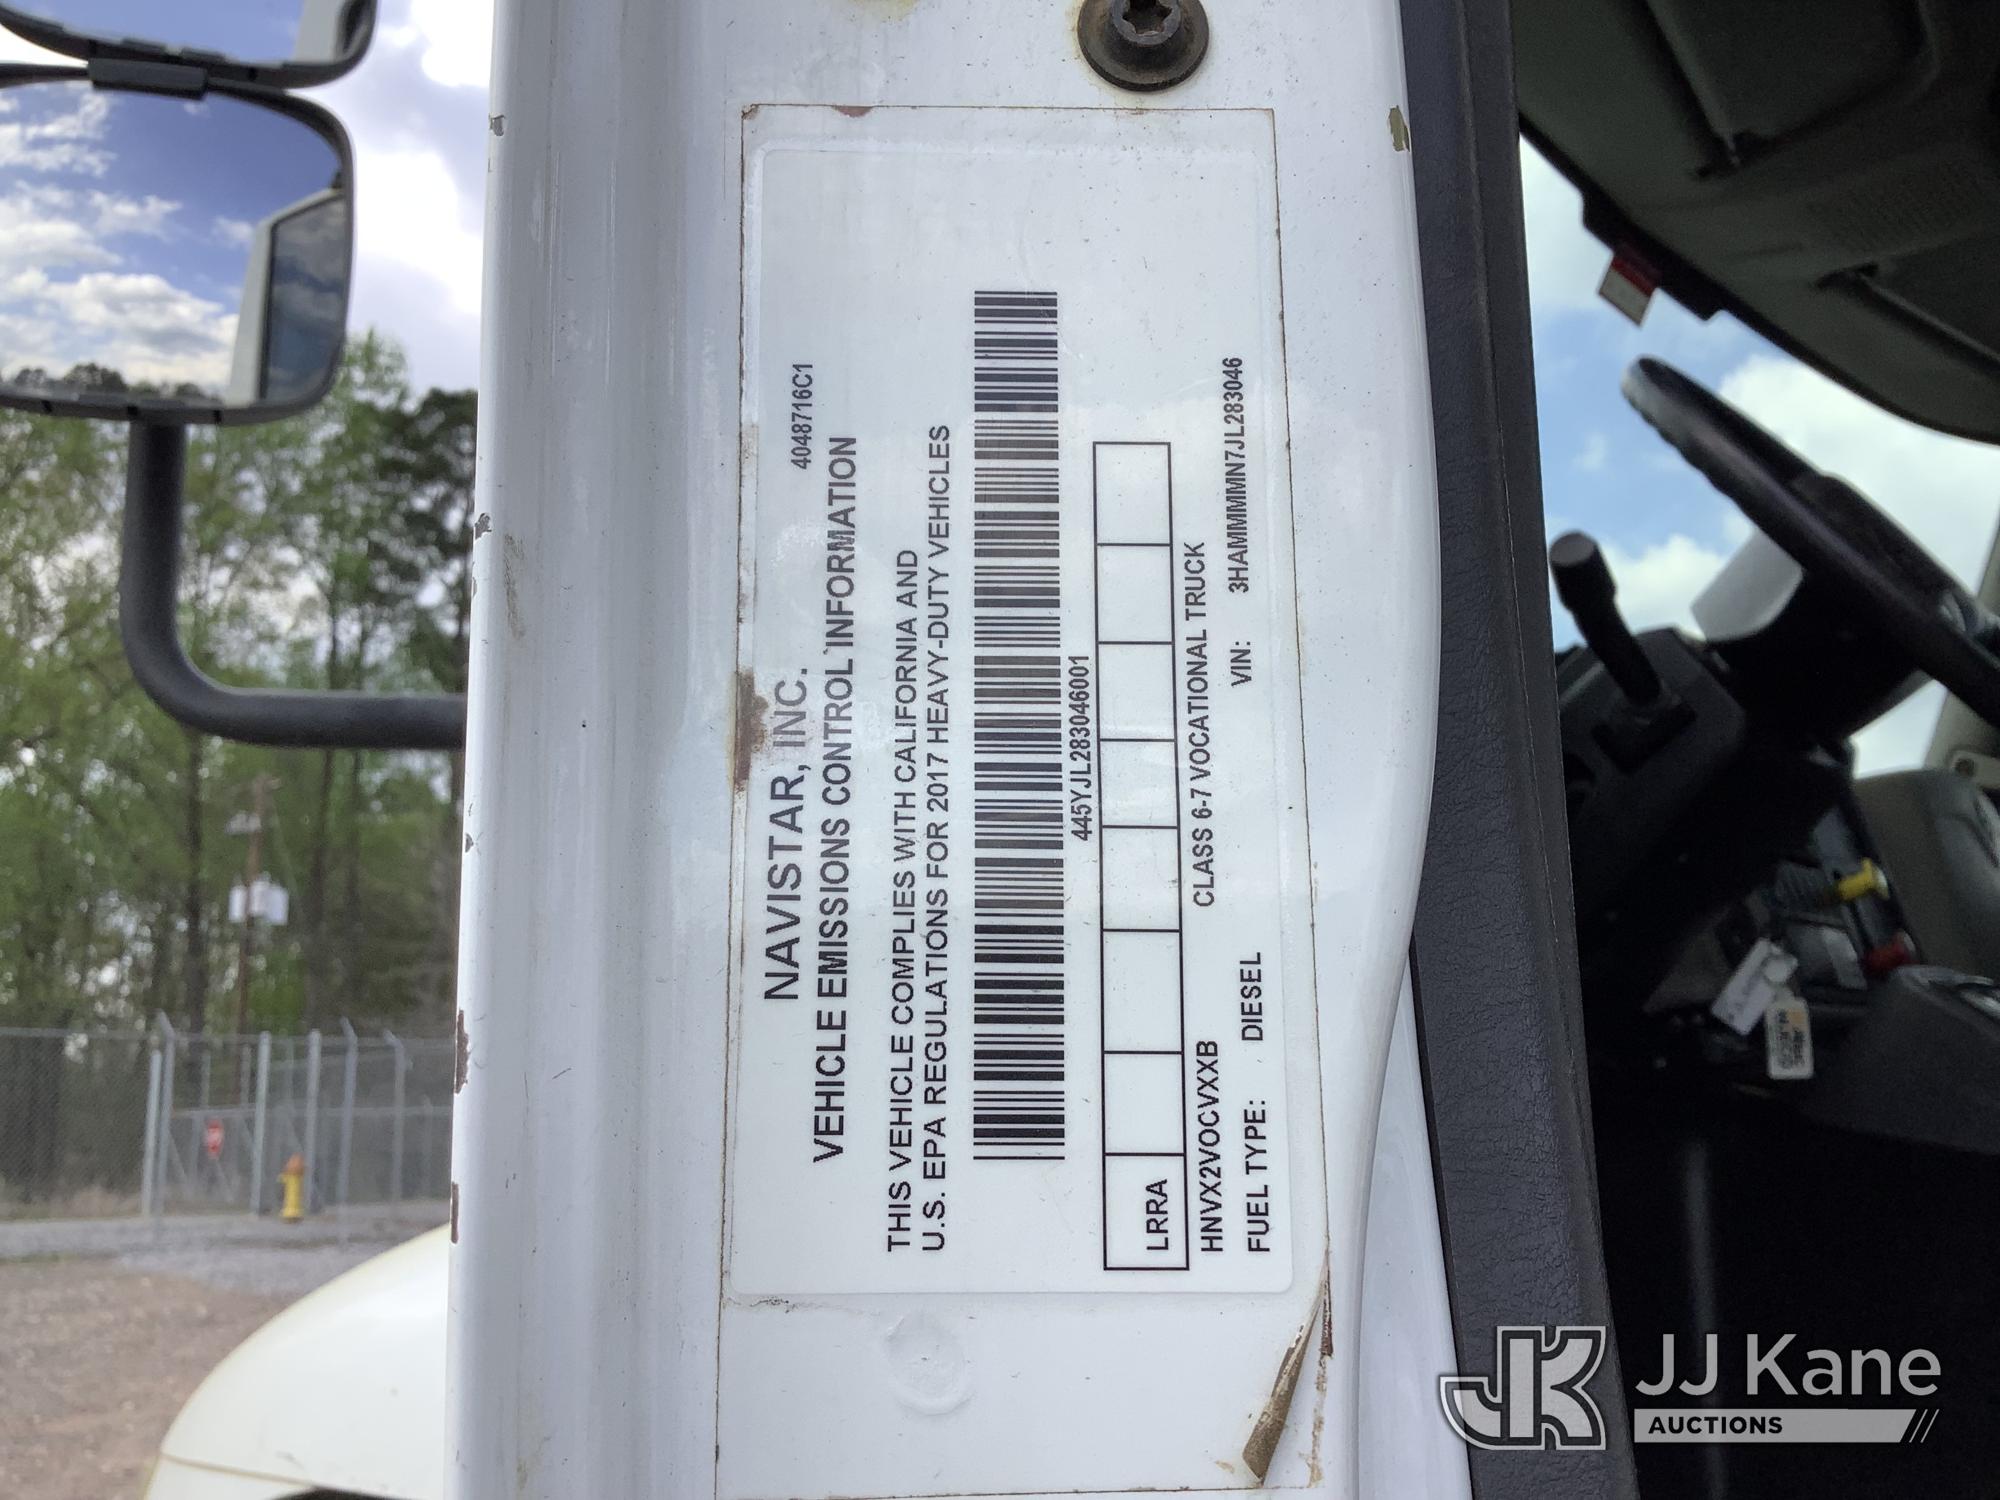 NAVISTAR, INC. 4048716C1
VEHICLE EMISSIONS CONTROL INFORMATION
THIS VEHICLE COMPLIES WITH CALIFORNIA AND
U.S. EPA REGULATIONS FOR 2017 HEAVY-DUTY VEHICLES
445YJL283046001
LRRA
HNVX2VOCVXXB CLASS 6-7 VOCATIONAL TRUCK
FUEL TYPE: DIESEL VIN: 3HAMMMMN7JL283046
JK JJ Kane
AUCTIONS